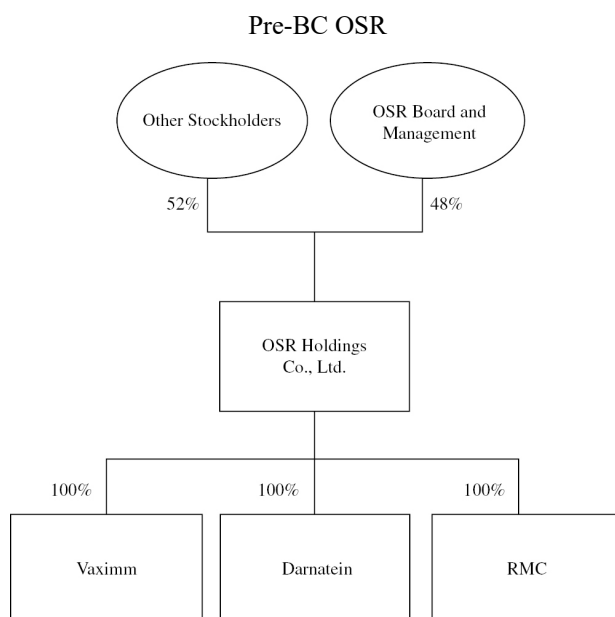 Pre-BC OSR
Other Stockholders
OSR Board and
Management
52%
48%
OSR Holdings
Co., Ltd.
100%
100%
100%
Vaximm
Darnatein
RMC